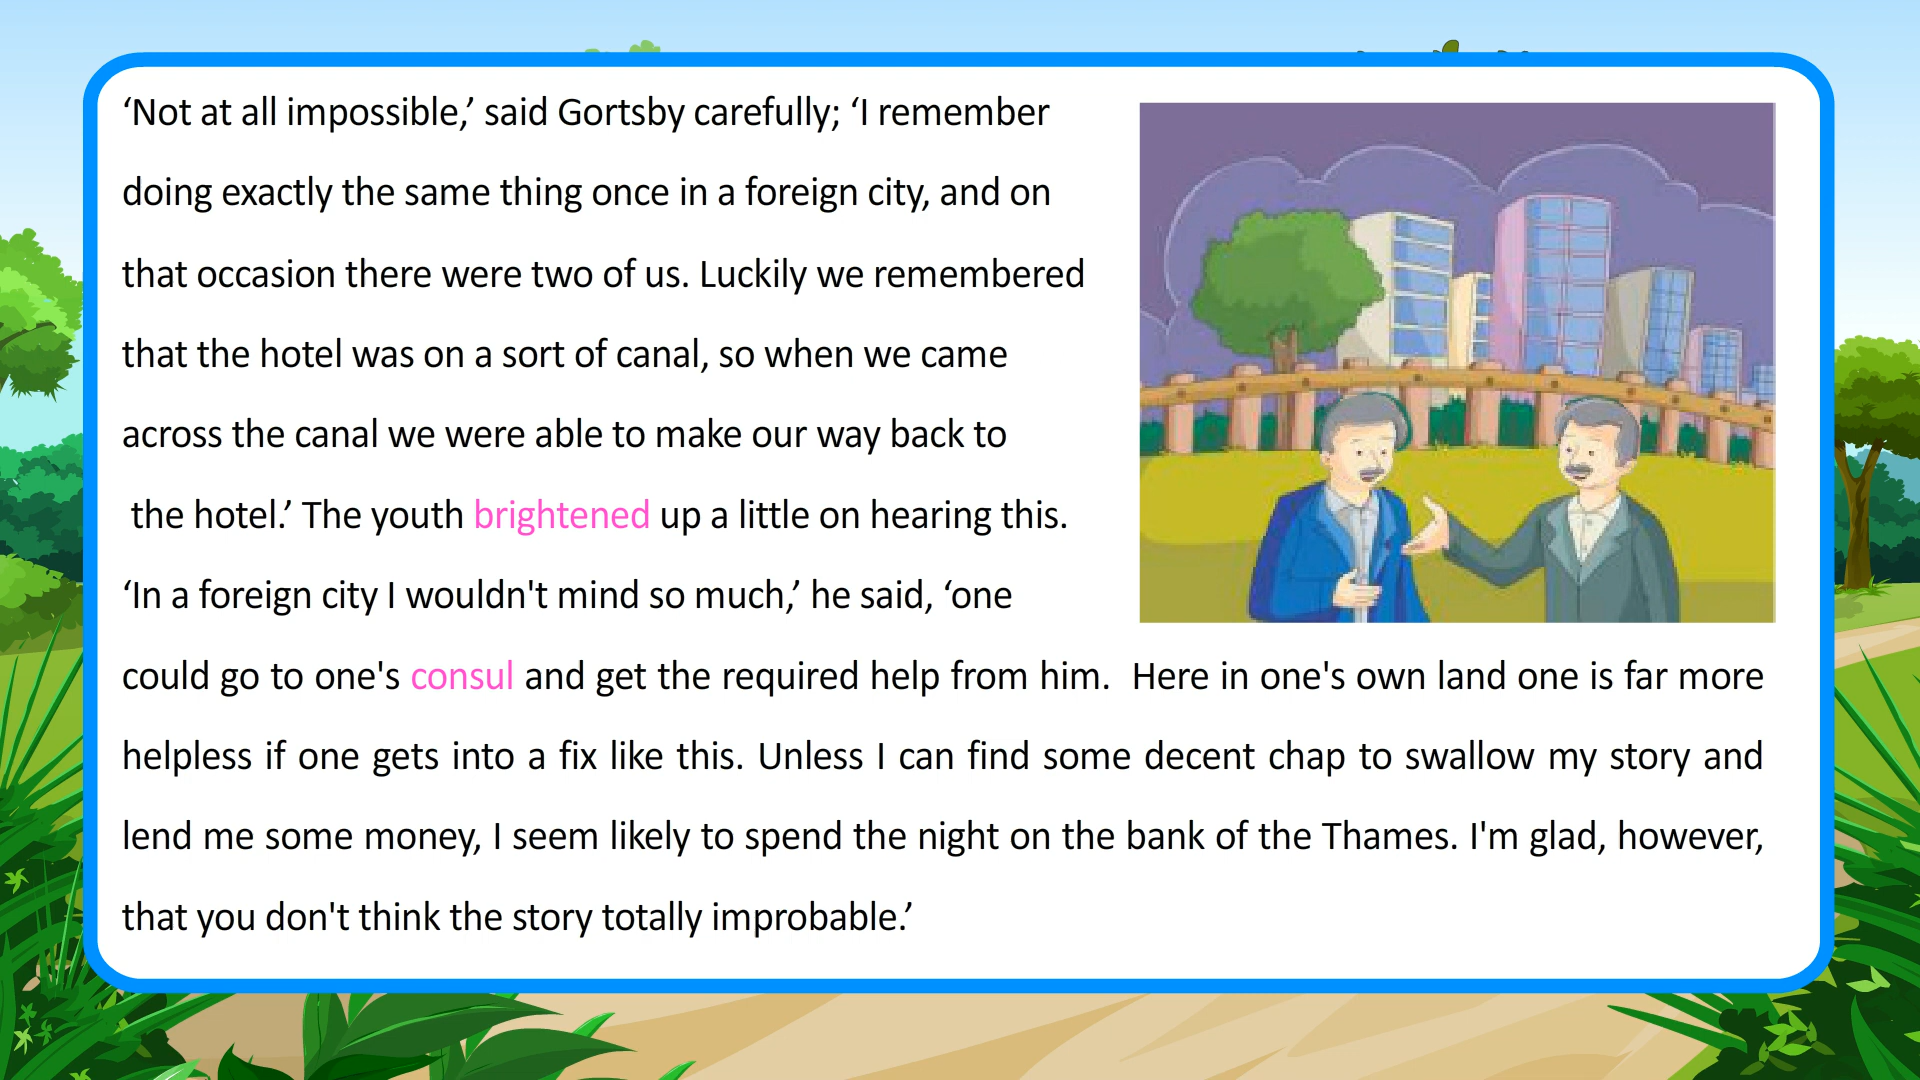 ‘Not at all impossible,’ said Gortsby carefully; ‘I remember
doing exactly the same thing once in a foreign city, and on
that occasion there were two of us. Luckily we remembered
that the hotel was on a sort of canal, so when we came
across the canal we were able to make our way back to
the hotel.’ The youth brightened up a little on hearing this.
‘In a foreign city I wouldn't mind so much,’ he said, ‘one
could go to one's consul and get the required help from him.  Here in one's own land one is far more
helpless if one gets into a fix like this. Unless I can find some decent chap to swallow my story and
lend me some money, I seem likely to spend the night on the bank of the Thames. I'm glad, however,
that you don't think the story totally improbable.’